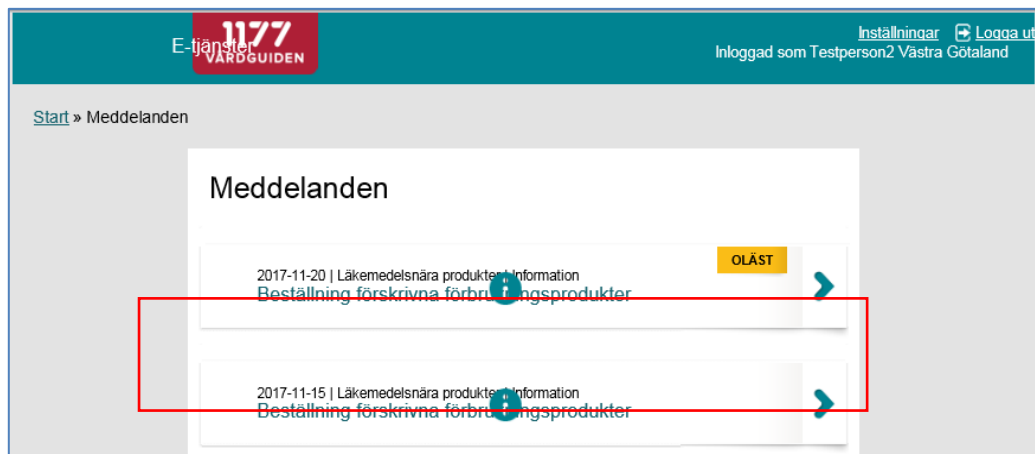 1177
E-tjänster
VÅRDGUIDEN
Inställningar Logga ut
Inloggad som Testperson2 Västra Götaland
Start » Meddelanden
Meddelanden
OLÄST
2017-11-20 | Läkemedelsnära produkter Information
Beställning förskrivna förbrukningsprodukter
2017-11-15 | Läkemedelsnära produkter Information
Beställning förskrivna förbrukningsprodukter